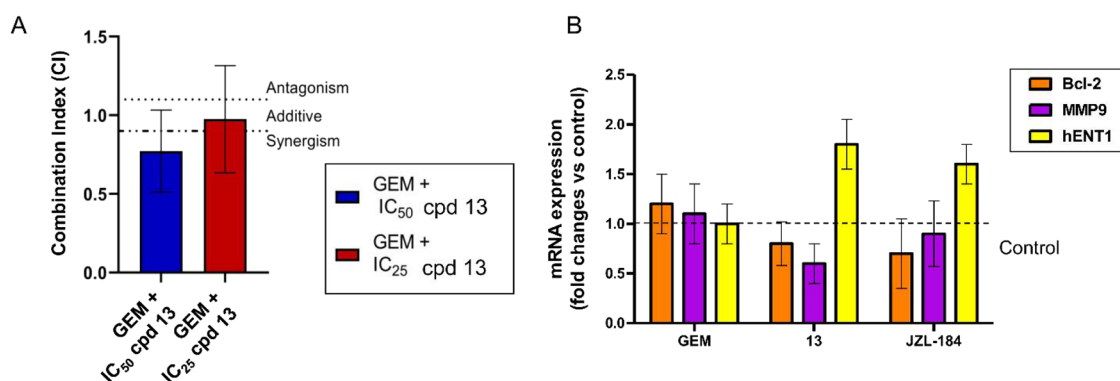 A
Combination Index (CI)
1.5
1.0
0.5
0.0
Antagonism
Additive
Synergism
GEM +
IC50 cpd 13
GEM +
IC25 cpd 13
GEM +
IC50 cpd 13
GEM +
IC25 cpd 13
B
mRNA expression
(fold changes vs control)
2.5
2.0
1.5
1.0
0.5
0.0
GEM
13
JZL-184
Control
Bcl-2
MMP9
hENT1